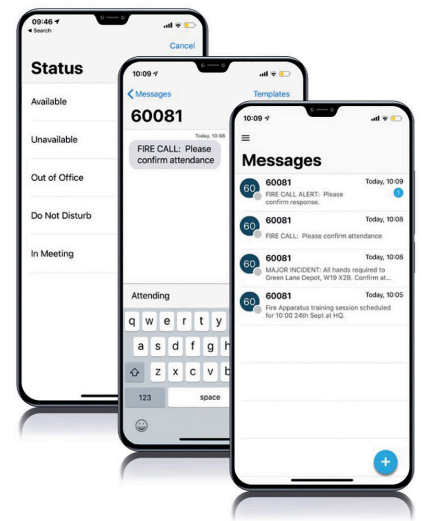 09:46
Search
Cancel
Status
Available
Unavailable
Out of Office
Do Not Disturb
In Meeting
10:09
Messages
Templates
60081
Today, 10:08
FIRE CALL: Please
confirm attendance
Attending
q w e r t y
a s d f g h
z x c v b
123
space
10:09
Messages
60
60081
Today, 10:09
FIRE CALL ALERT: Please
confirm response.
1
60
60081
Today, 10:08
FIRE CALL: Please confirm attendance
60
60081
Today, 10:08
MAJOR INCIDENT: All hands required to
Green Lane Depot, W19 X2B. Confirm at...
60
60081
Today, 10:05
Fire Apparatus training session scheduled
for 10:00 24th Sept at HQ.
+